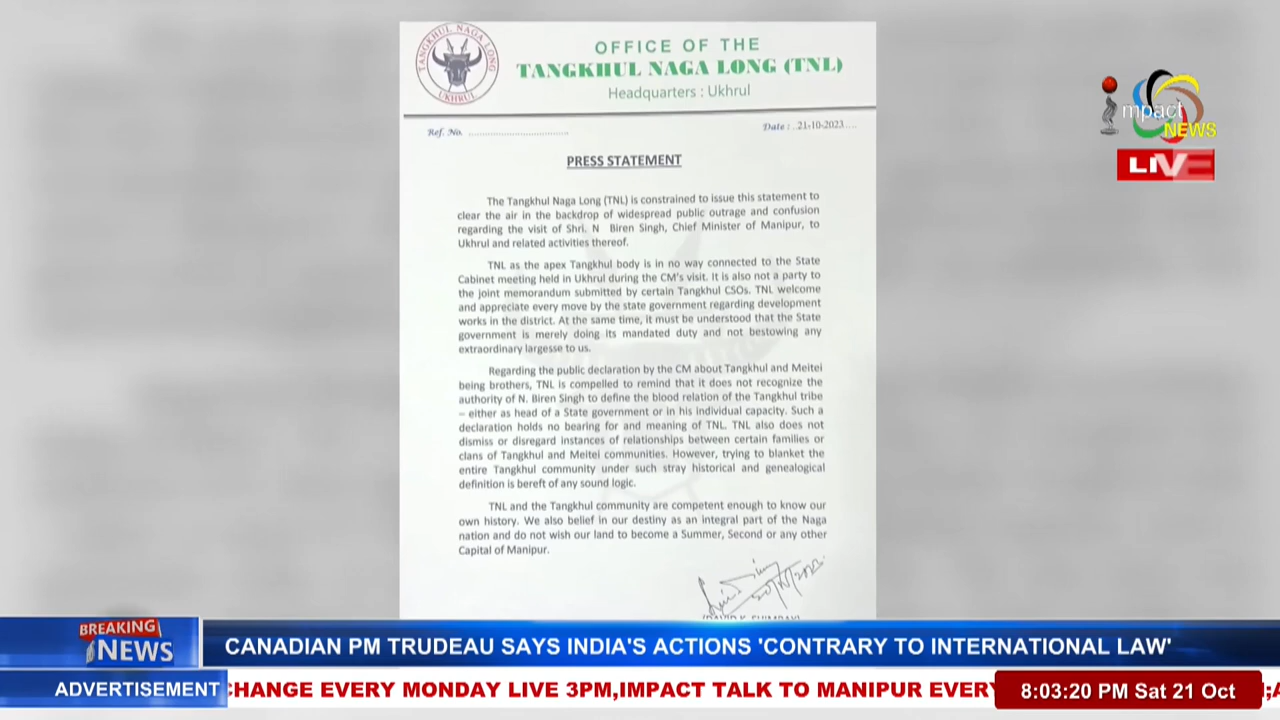 TANGKHUL NAGA LONG
UKHRUL
OFFICE OF THE
TANGKHUL NAGA LONG (TNL)
Headquarters : Ukhrul
Ref. No. ................................
Date : ..21-10-2023....
PRESS STATEMENT
The Tangkhul Naga Long (TNL) is constrained to issue this statement to
clear the air in the backdrop of widespread public outrage and confusion
regarding the visit of Shri. N Biren Singh, Chief Minister of Manipur, to
Ukhrul and related activities thereof.
TNL as the apex Tangkhul body is in no way connected to the State
Cabinet meeting held in Ukhrul during the CM's visit. It is also not a party to
the joint memorandum submitted by certain Tangkhul CSOs. TNL welcome
and appreciate every move by the state government regarding development
works in the district. At the same time, it must be understood that the State
government is merely doing its mandated duty and not bestowing any
extraordinary largesse to us.
Regarding the public declaration by the CM about Tangkhul and Meitei
being brothers, TNL is compelled to remind that it does not recognize the
authority of N. Biren Singh to define the blood relation of the Tangkhul tribe
– either as head of a State government or in his individual capacity. Such a
declaration holds no bearing for and meaning of TNL. TNL also does not
dismiss or disregard instances of relationships between certain families or
clans of Tangkhul and Meitei communities. However, trying to blanket the
entire Tangkhul community under such stray historical and genealogical
definition is bereft of any sound logic.
TNL and the Tangkhul community are competent enough to know our
own history. We also belief in our destiny as an integral part of the Naga
nation and do not wish our land to become a Summer, Second or any other
Capital of Manipur.
impact
NEWS
LIVE
BREAKING
NEWS
CANADIAN PM TRUDEAU SAYS INDIA'S ACTIONS 'CONTRARY TO INTERNATIONAL LAW'
ADVERTISEMENT
CHANGE EVERY MONDAY LIVE 3PM,IMPACT TALK TO MANIPUR EVERY
8:03:20 PM Sat 21 Oct